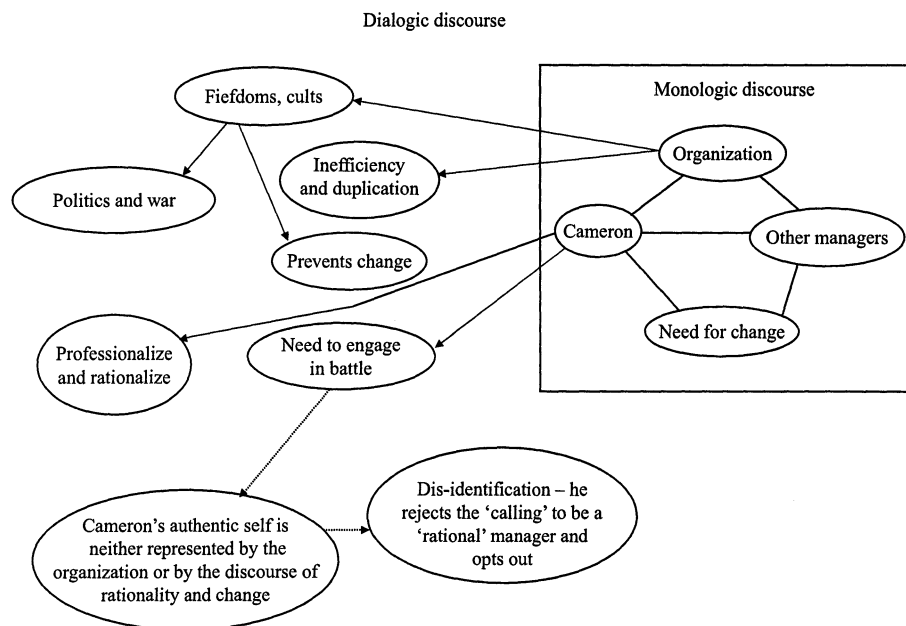 Dialogic discourse
Monologic discourse
Fiefdoms, cults
Organization
Inefficiency
and duplication
Politics and war
Cameron
Other managers
Prevents change
Need for change
Professionalize
and rationalize
Need to engage
in battle
Cameron's authentic self is
neither represented by the
organization or by the discourse of
rationality and change
Dis-identification – he
rejects the ‘calling’ to be a
‘rational’ manager and
opts out